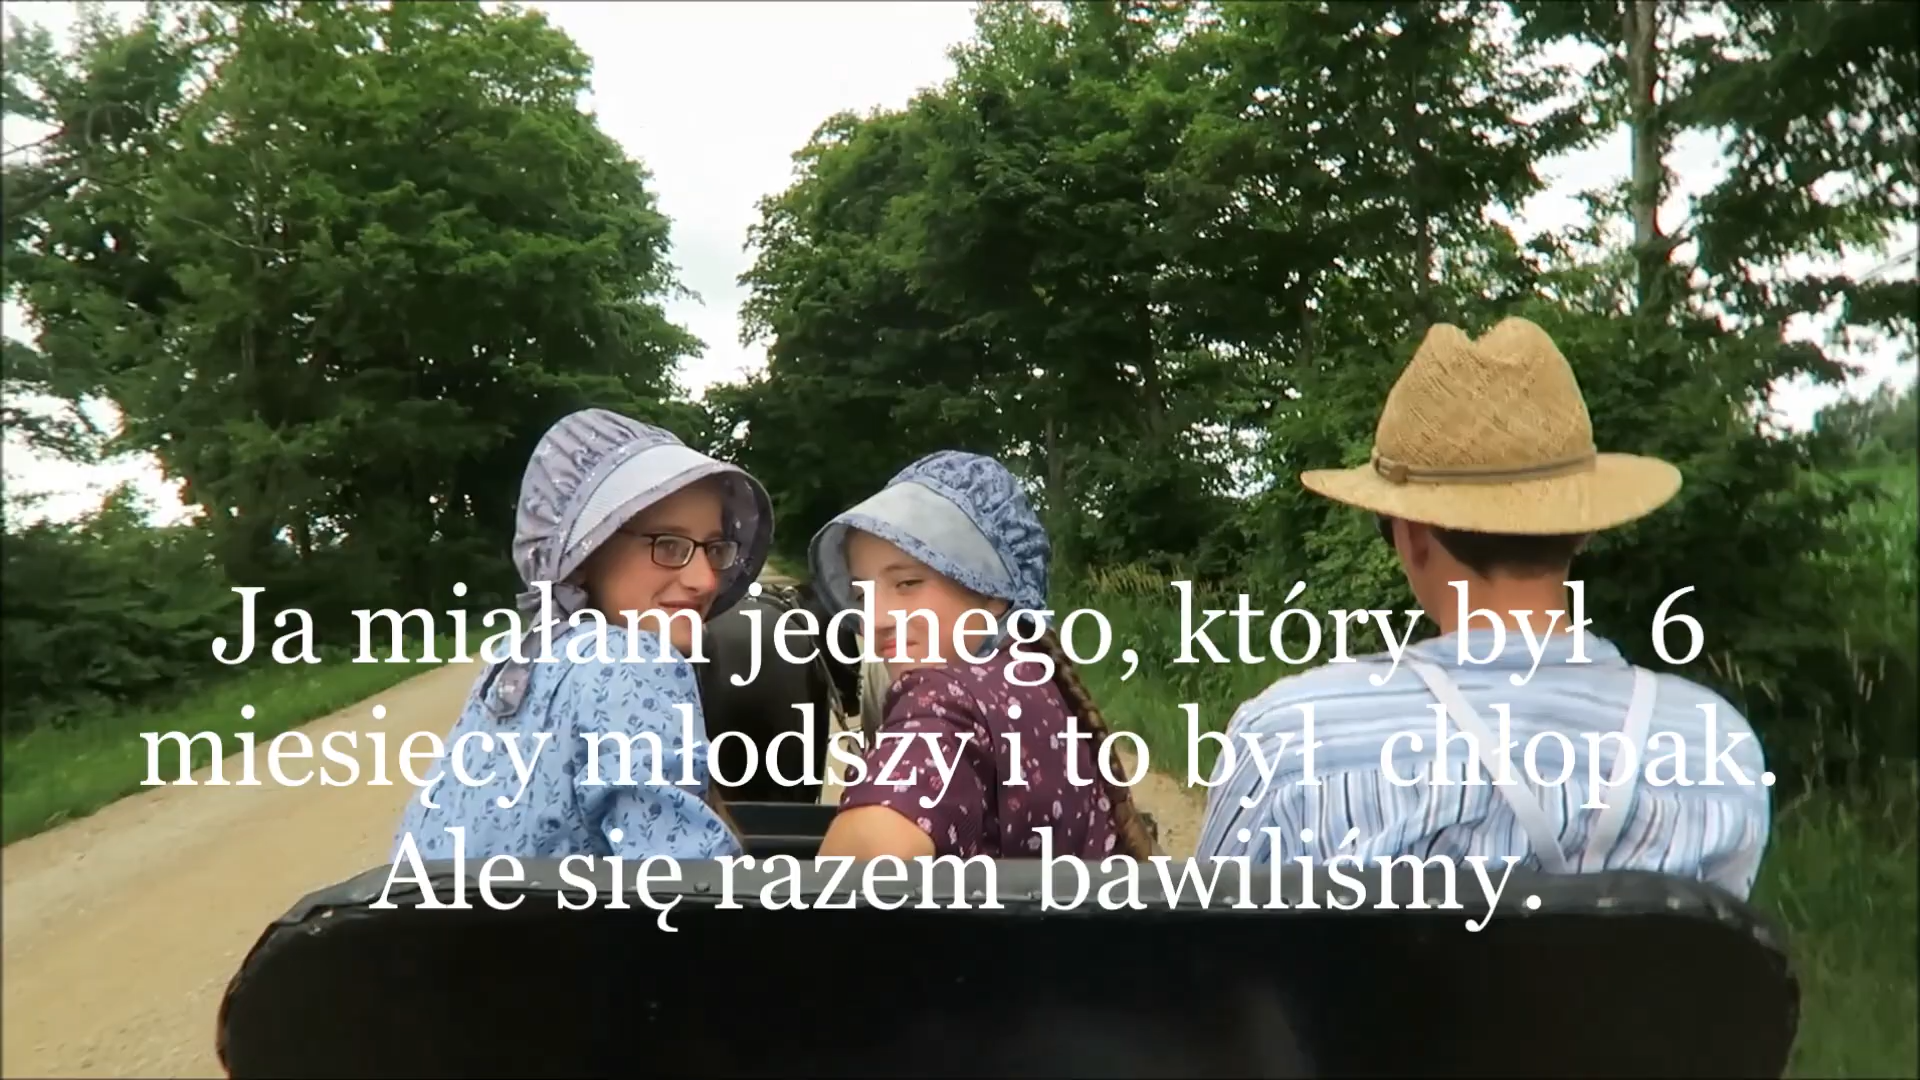 Ja miałam jednego, który był  6
miesięcy młodszy i to był  chłopak.
Ale się razem bawiliśmy.